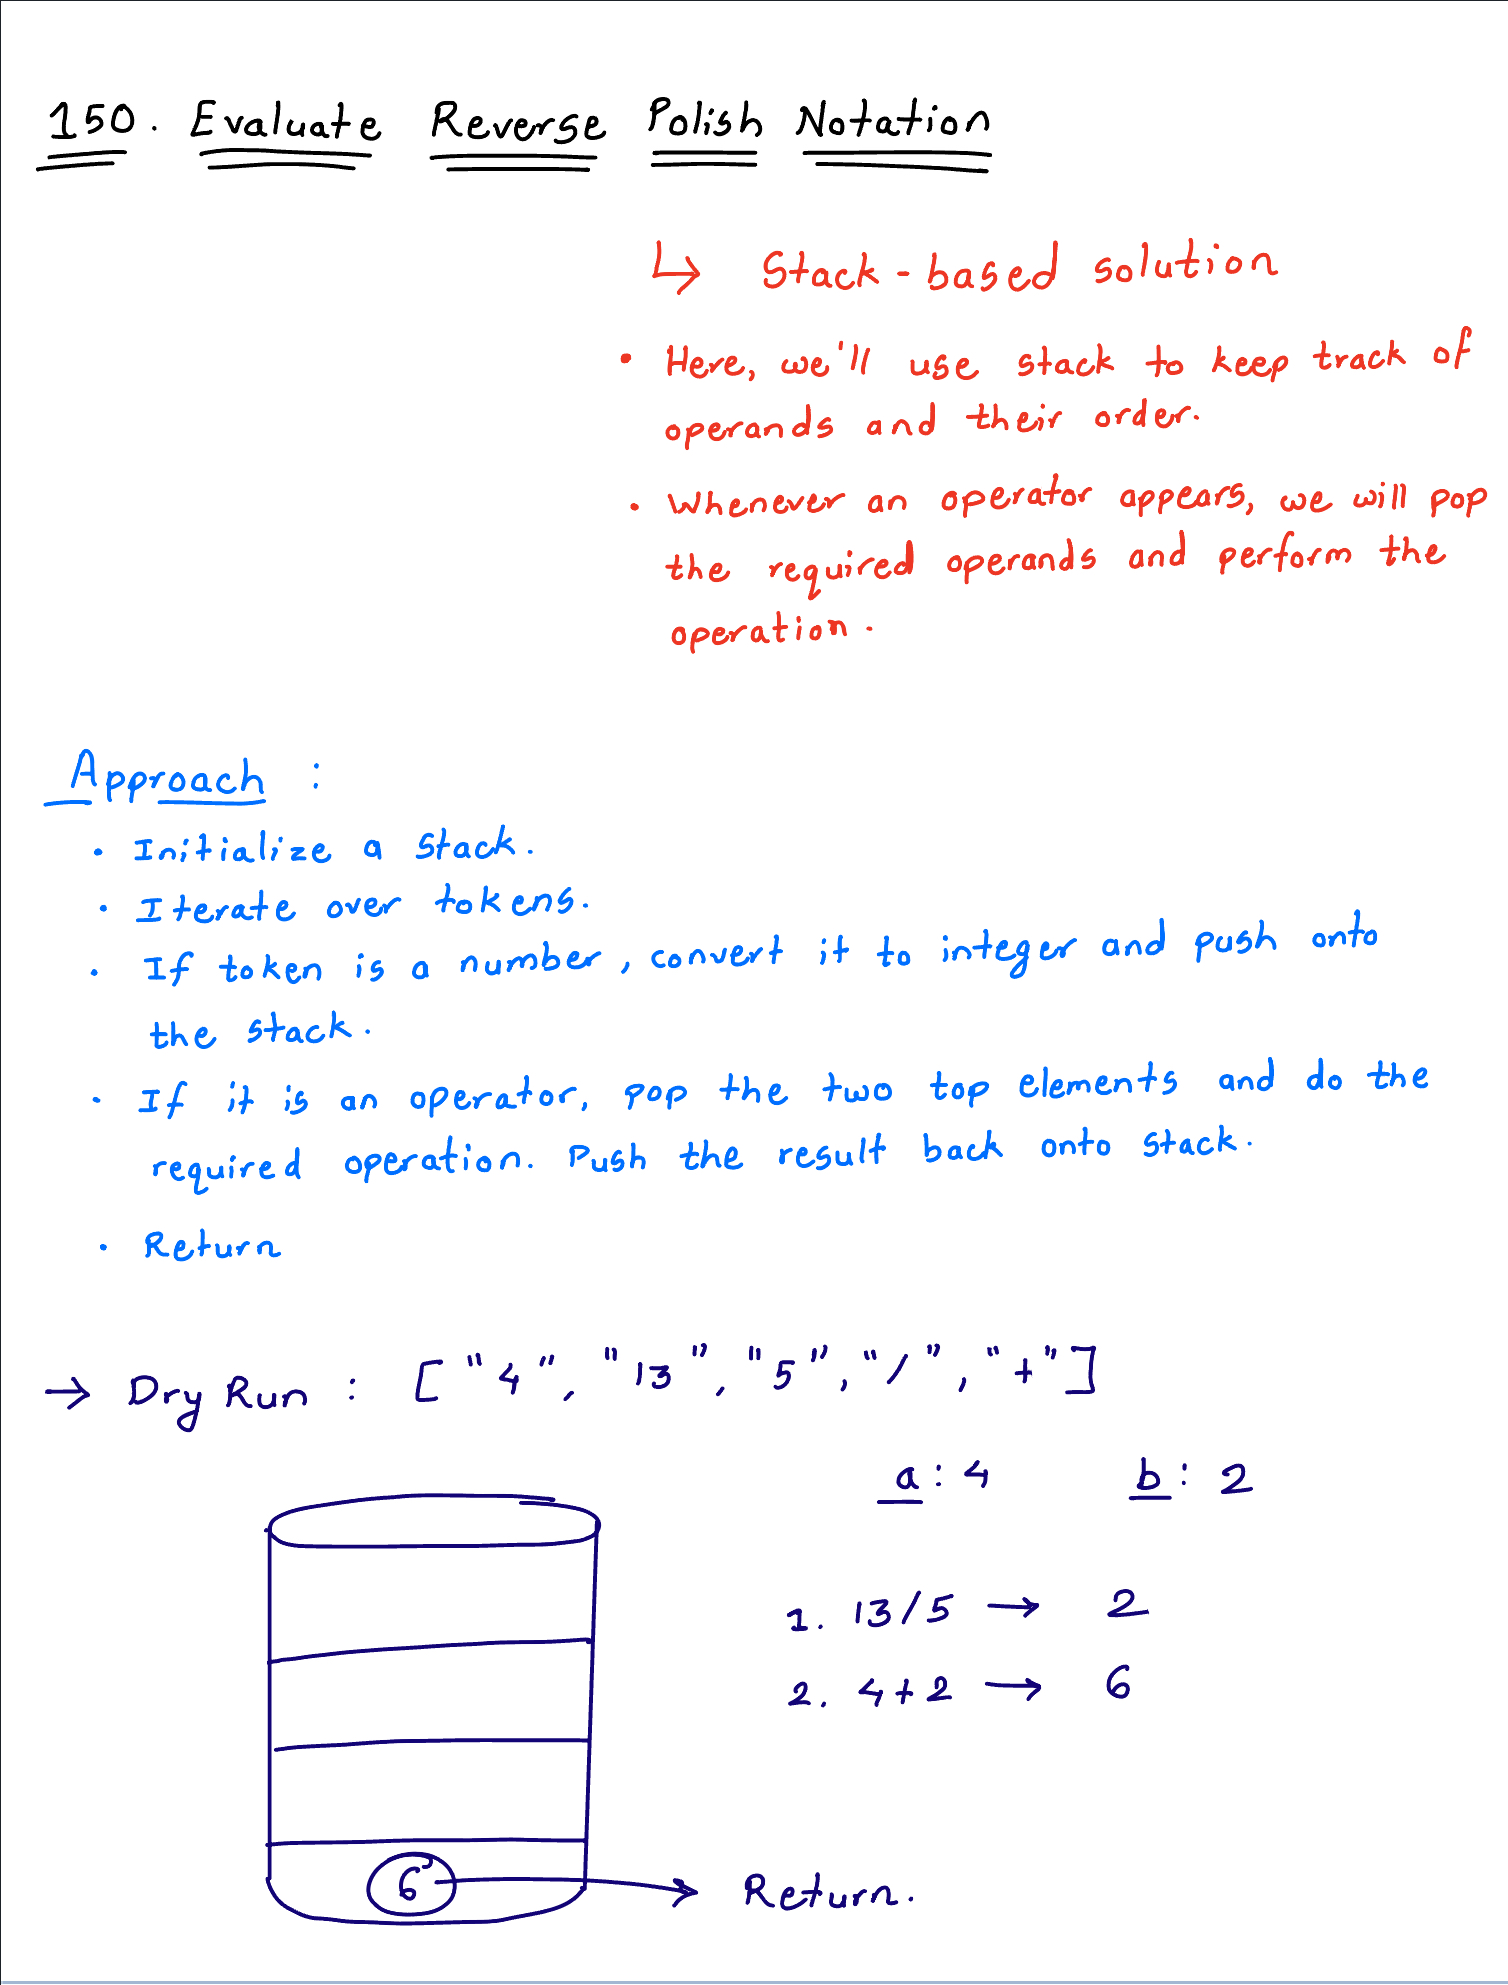 150. Evaluate Reverse Polish Notation
↳ Stack-based solution
• Here, we'll use stack to keep track of
operands and their order.
• Whenever an operator appears, we will pop
the required operands and perform the
operation.
Approach :
• Initialize a stack.
• Iterate over tokens.
• If token is a number, convert it to integer and push onto
the stack.
• If it is an operator, pop the two top elements and do the
required operation. Push the result back onto stack.
• Return
→ Dry Run : ["4", "13", "5", "/", "+"]
a : 4 b : 2
1. 13/5 → 2
2. 4+2 → 6
6 → Return.